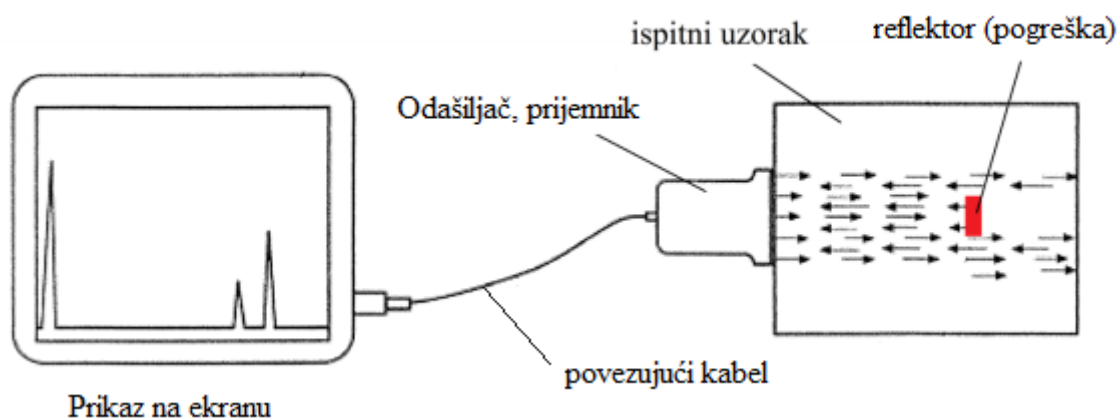 ispitni uzorak
reflektor (pogreška)
Odašiljač, prijemnik
povezujući kabel
Prikaz na ekranu